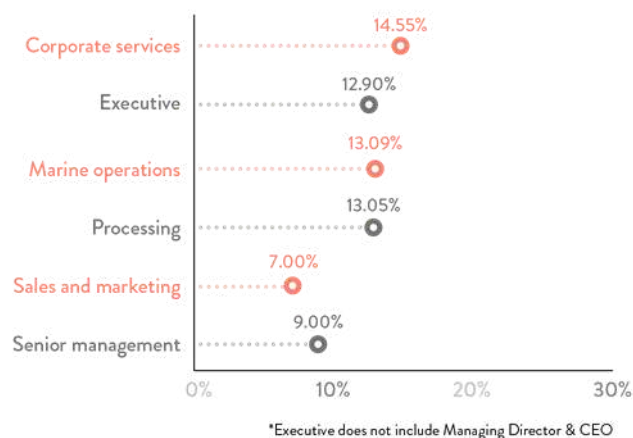 14.55%
Corporate services
12.90%
Executive
13.09%
Marine operations
13.05%
Processing
7.00%
Sales and marketing
9.00%
Senior management
0% 10% 20% 30%
*Executive does not include Managing Director & CEO